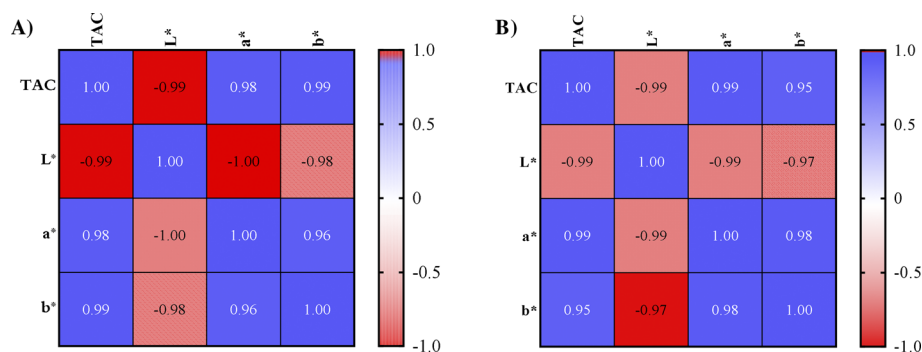 A)
TAC L* a* b*
TAC 1.00 -0.99 0.98 0.99
L* -0.99 1.00 -1.00 -0.98
a* 0.98 -1.00 1.00 0.96
b* 0.99 -0.98 0.96 1.00
1.0
0.5
0
-0.5
-1.0
B)
TAC L* a* b*
TAC 1.00 -0.99 0.99 0.95
L* -0.99 1.00 -0.99 -0.97
a* 0.99 -0.99 1.00 0.98
b* 0.95 -0.97 0.98 1.00
1.0
0.5
0
-0.5
-1.0